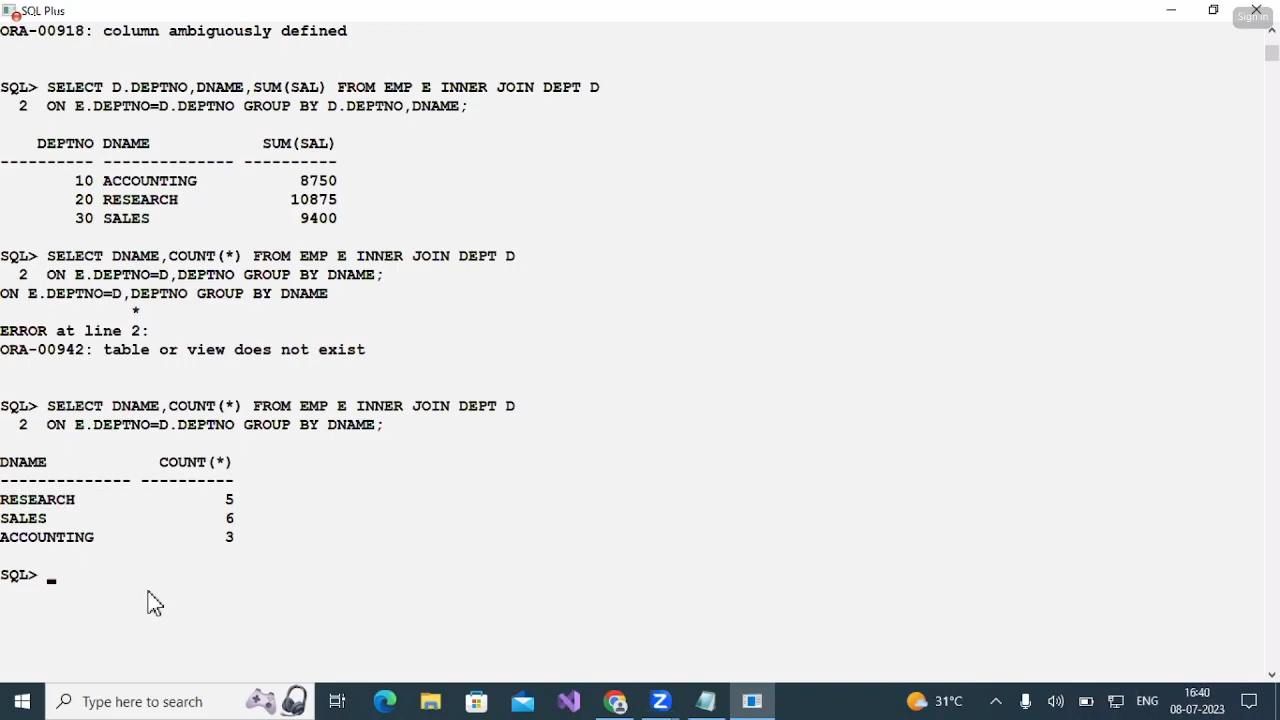 SQL Plus
Sign in
ORA-00918: column ambiguously defined
SQL> SELECT D.DEPTNO,DNAME,SUM(SAL) FROM EMP E INNER JOIN DEPT D
2 ON E.DEPTNO=D.DEPTNO GROUP BY D.DEPTNO,DNAME;
DEPTNO DNAME SUM(SAL)
---------- -------------- ----------
10 ACCOUNTING 8750
20 RESEARCH 10875
30 SALES 9400
SQL> SELECT DNAME,COUNT(*) FROM EMP E INNER JOIN DEPT D
2 ON E.DEPTNO=D,DEPTNO GROUP BY DNAME;
ON E.DEPTNO=D,DEPTNO GROUP BY DNAME
*
ERROR at line 2:
ORA-00942: table or view does not exist
SQL> SELECT DNAME,COUNT(*) FROM EMP E INNER JOIN DEPT D
2 ON E.DEPTNO=D.DEPTNO GROUP BY DNAME;
DNAME COUNT(*)
-------------- ----------
RESEARCH 5
SALES 6
ACCOUNTING 3
SQL>
Type here to search
31°C
ENG
16:40
08-07-2023